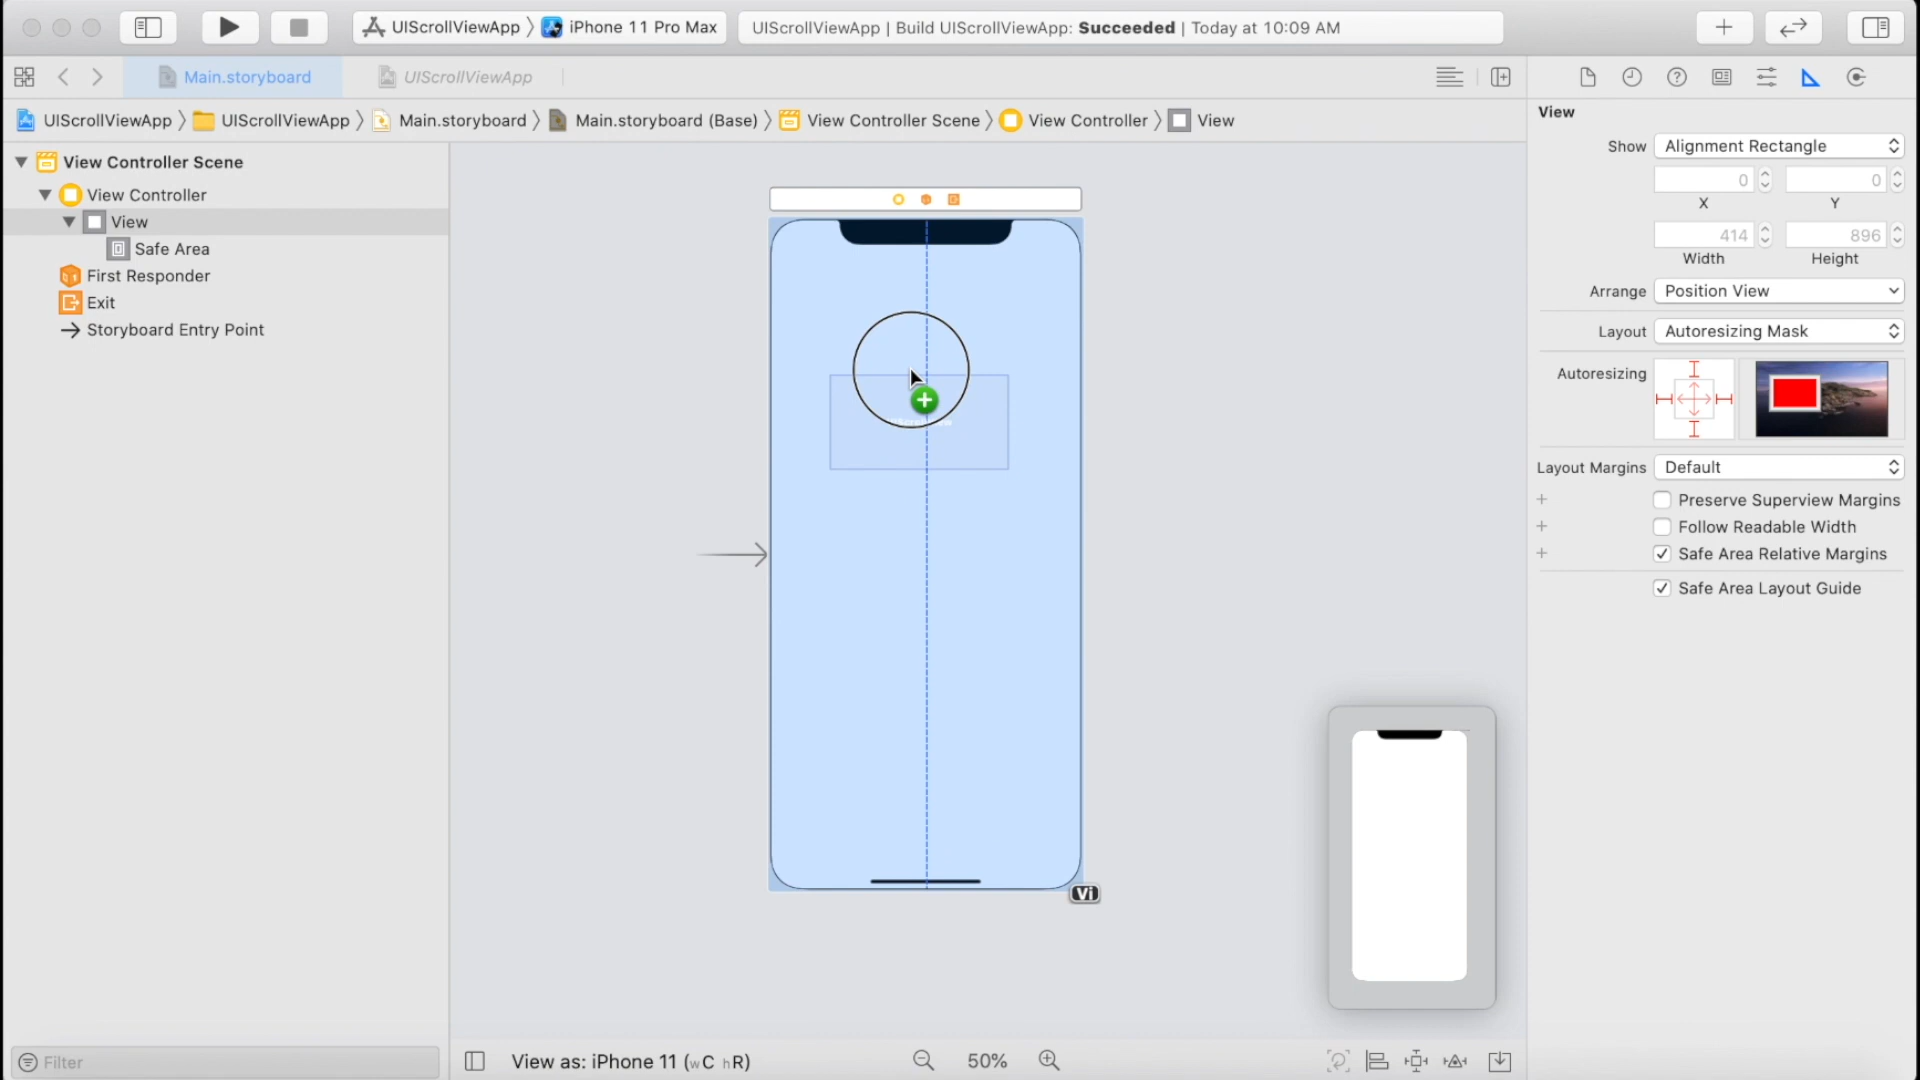 UIScrollViewApp 〉 iPhone 11 Pro Max
UIScrollViewApp | Build UIScrollViewApp: Succeeded | Today at 10:09 AM
Main.storyboard
UIScrollViewApp
UIScrollViewApp 〉 UIScrollViewApp 〉 Main.storyboard 〉 Main.storyboard (Base) 〉 View Controller Scene 〉 View Controller 〉 View
View Controller Scene
View Controller
View
Safe Area
First Responder
Exit
Storyboard Entry Point
Vi
View
Show Alignment Rectangle
0 0
X Y
414 896
Width Height
Arrange Position View
Layout Autoresizing Mask
Autoresizing
Layout Margins Default
Preserve Superview Margins
Follow Readable Width
Safe Area Relative Margins
Safe Area Layout Guide
Filter
View as: iPhone 11 (wC hR)
50%